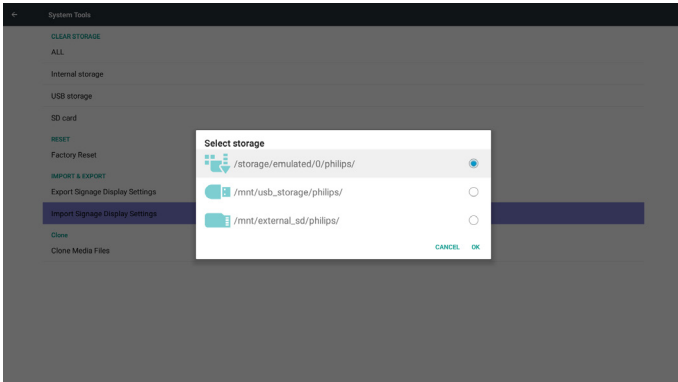 System Tools
CLEAR STORAGE
ALL
Internal storage
USB storage
SD card
RESET
Factory Reset
IMPORT & EXPORT
Export Signage Display Settings
Import Signage Display Settings
Clone
Clone Media Files
Select storage
/storage/emulated/0/philips/
/mnt/usb_storage/philips/
/mnt/external_sd/philips/
CANCEL OK